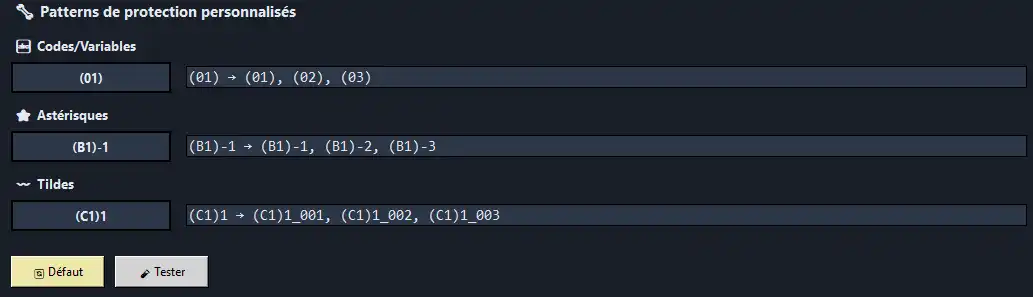 Patterns de protection personnalisés
Codes/Variables
(01) (01) → (01), (02), (03)
Astérisques
(B1)-1 (B1)-1 → (B1)-1, (B1)-2, (B1)-3
Tildes
(C1)1 (C1)1 → (C1)1_001, (C1)1_002, (C1)1_003
Défaut Tester